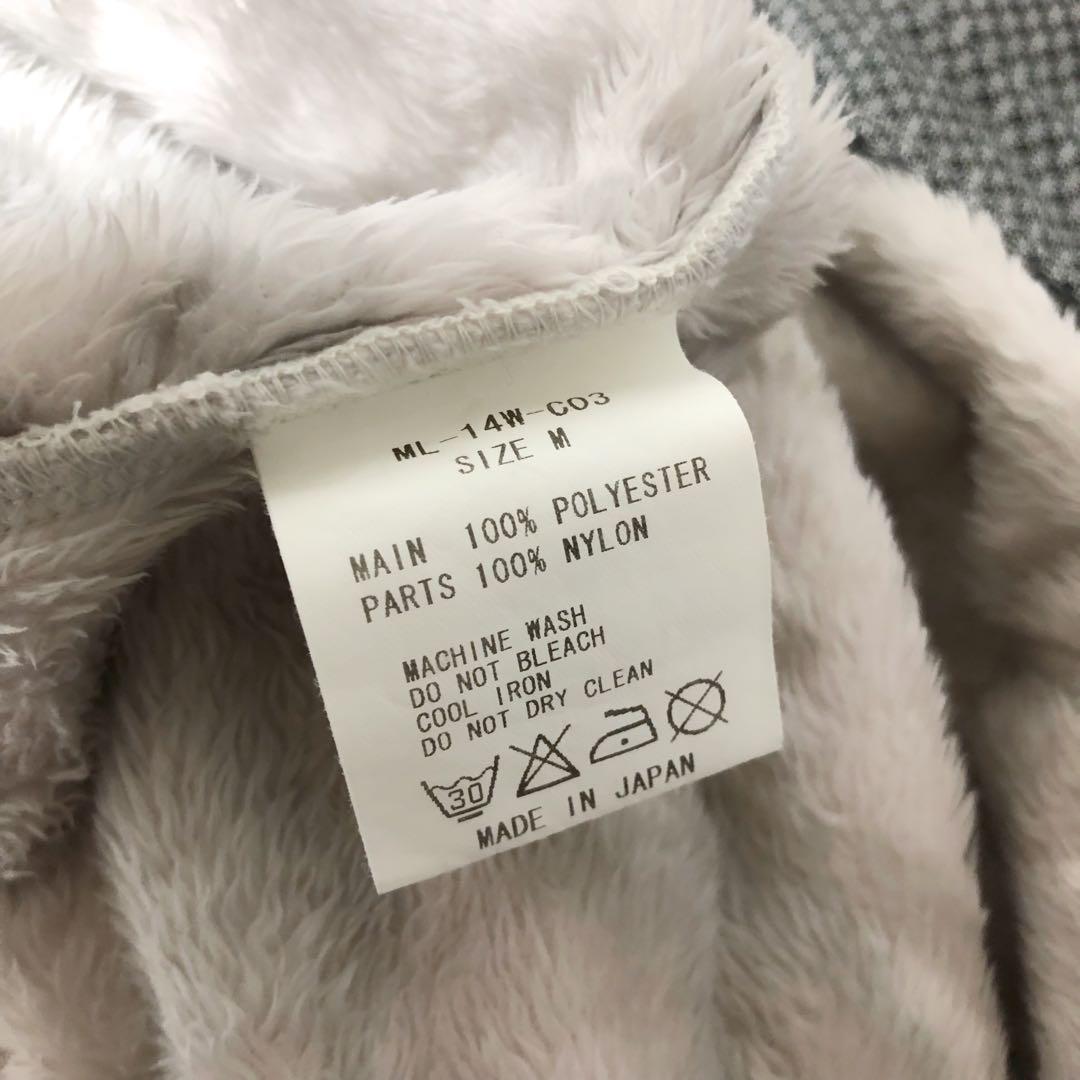 ML-14W-C03
SIZE M
MAIN 100% POLYESTER
PARTS 100% NYLON
MACHINE WASH
DO NOT BLEACH
COOL IRON
DO NOT DRY CLEAN
30
MADE IN JAPAN